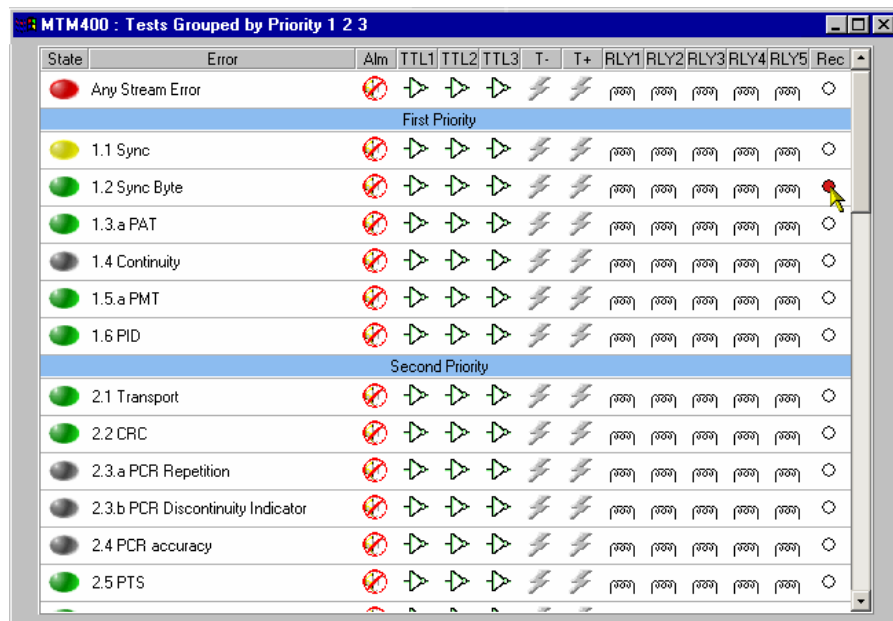 MTM400 : Tests Grouped by Priority 1 2 3
State Error Alm TTL1 TTL2 TTL3 T- T+ RLY1 RLY2 RLY3 RLY4 RLY5 Rec
Any Stream Error
First Priority
1.1 Sync
1.2 Sync Byte
1.3.a PAT
1.4 Continuity
1.5.a PMT
1.6 PID
Second Priority
2.1 Transport
2.2 CRC
2.3.a PCR Repetition
2.3.b PCR Discontinuity Indicator
2.4 PCR accuracy
2.5 PTS